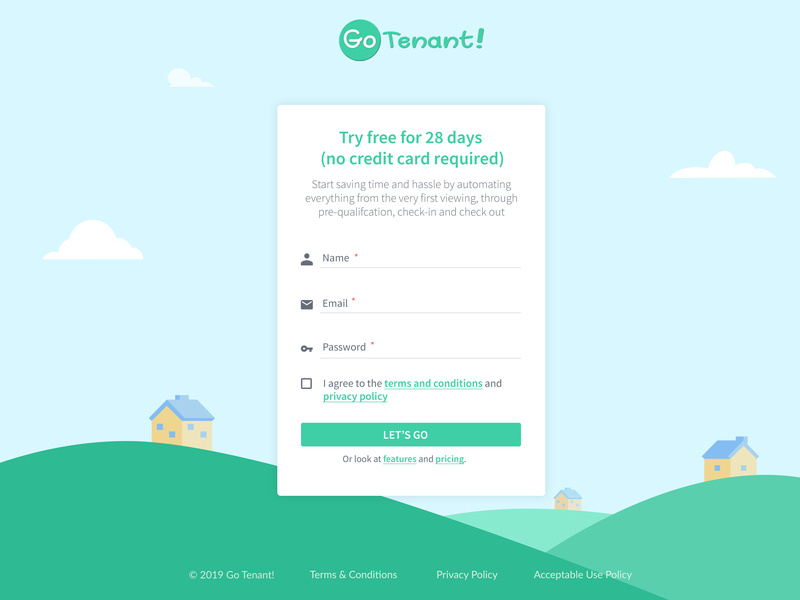 Go Tenant!
Try free for 28 days
(no credit card required)
Start saving time and hassle by automating
everything from the very first viewing, through
pre-qualifcation, check-in and check out
Name *
Email *
Password *
I agree to the terms and conditions and
privacy policy
LET'S GO
Or look at features and pricing.
© 2019 Go Tenant! Terms & Conditions Privacy Policy Acceptable Use Policy